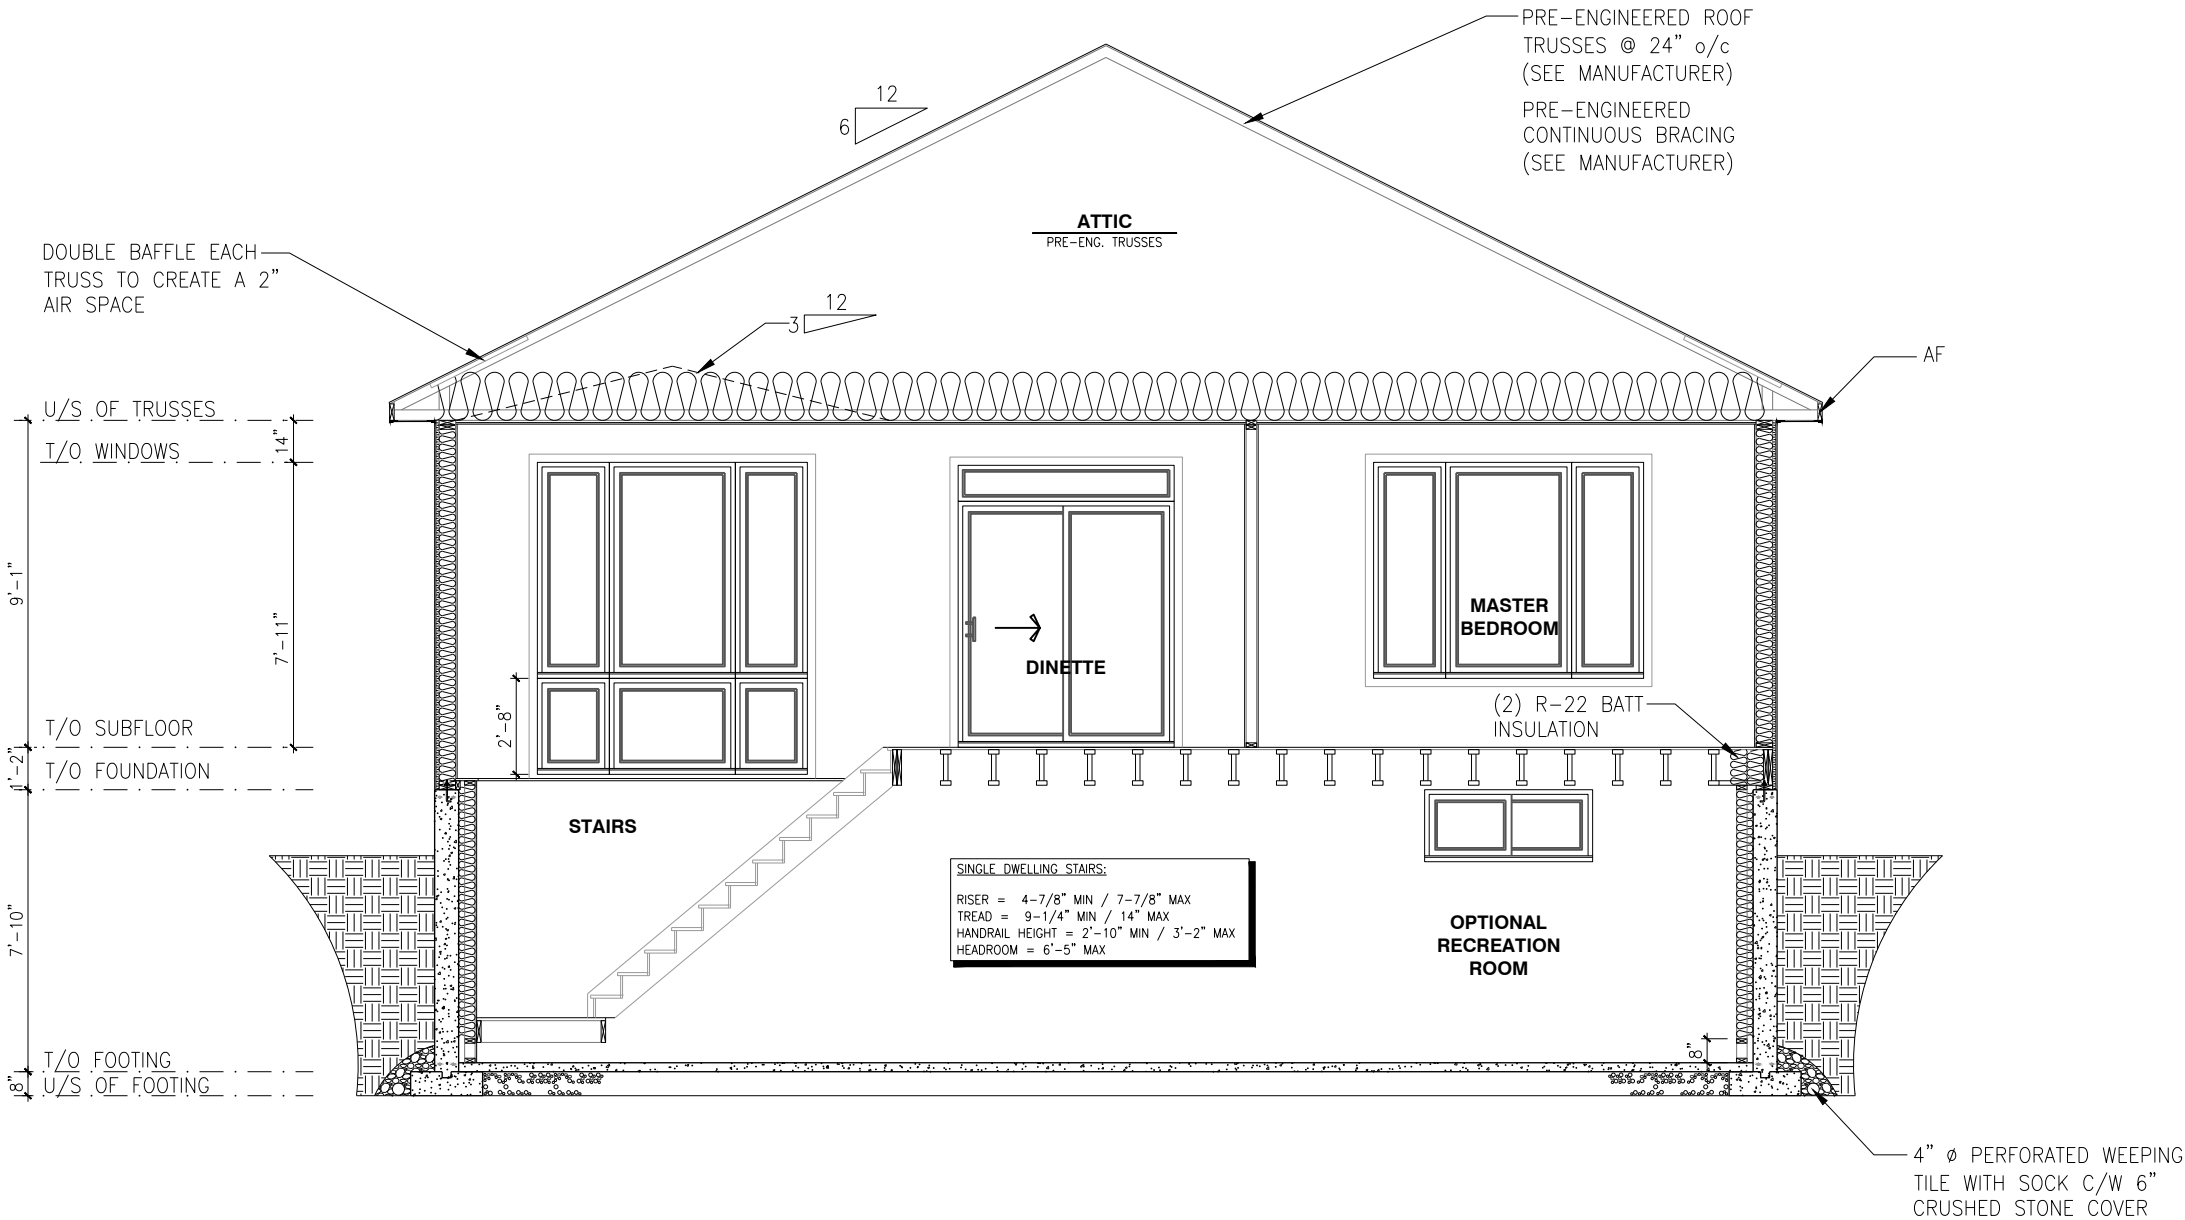 PRE-ENGINEERED ROOF
TRUSSES @ 24" o/c
(SEE MANUFACTURER)
PRE-ENGINEERED
CONTINUOUS BRACING
(SEE MANUFACTURER)
12
6
ATTIC
PRE-ENG. TRUSSES
DOUBLE BAFFLE EACH
TRUSS TO CREATE A 2"
AIR SPACE
12
3
AF
U/S OF TRUSSES
14"
T/O WINDOWS
9'-1"
7'-11"
MASTER
BEDROOM
DINETTE
2'-8"
(2) R-22 BATT
INSULATION
T/O SUBFLOOR
1'-2"
T/O FOUNDATION
STAIRS
SINGLE DWELLING STAIRS:
RISER = 4-7/8" MIN / 7-7/8" MAX
TREAD = 9-1/4" MIN / 14" MAX
HANDRAIL HEIGHT = 2'-10" MIN / 3'-2" MAX
HEADROOM = 6'-5" MAX
OPTIONAL
RECREATION
ROOM
7'-10"
8"
T/O FOOTING
8"
U/S OF FOOTING
4" ø PERFORATED WEEPING
TILE WITH SOCK C/W 6"
CRUSHED STONE COVER